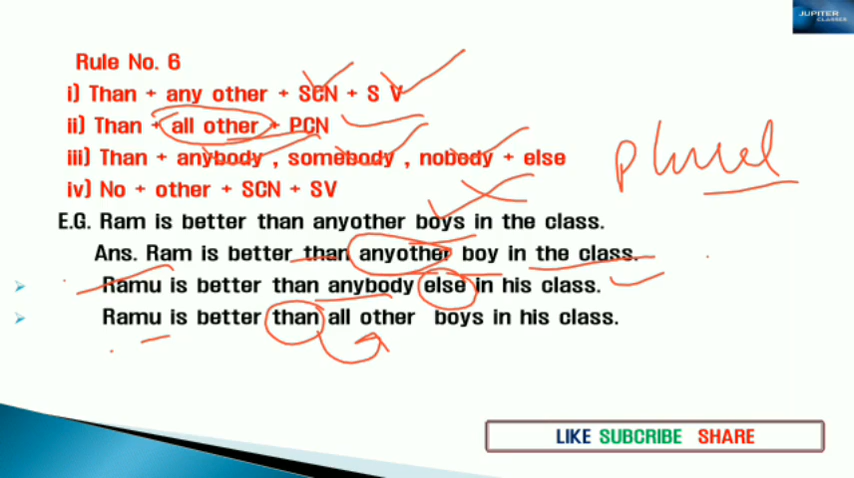 JUPITER
CLASSES
Rule No. 6
i) Than + any other + SCN + S V
ii) Than + all other + PCN
iii) Than + anybody , somebody , nobody + else
iv) No + other + SCN + SV
plural
E.G. Ram is better than anyother boys in the class.
Ans. Ram is better than anyother boy in the class.
Ramu is better than anybody else in his class.
Ramu is better than all other boys in his class.
LIKE SUBCRIBE SHARE